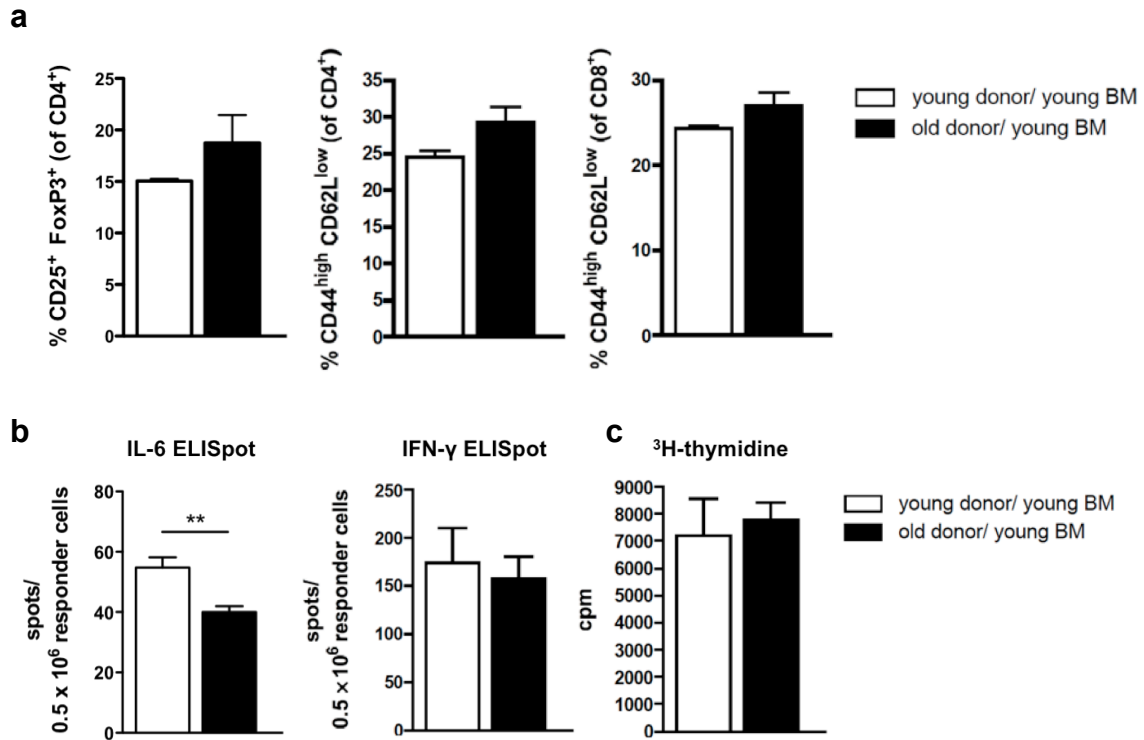 a
% CD25⁺ FoxP3⁺ (of CD4⁺)
25
20
15
10
5
0
% CD44ʰⁱᵍʰ CD62Lˡᵒʷ (of CD4⁺)
35
30
25
20
15
10
5
0
% CD44ʰⁱᵍʰ CD62Lˡᵒʷ (of CD8⁺)
30
20
10
0
young donor/ young BM
old donor/ young BM
b
IL-6 ELISpot
spots/
0.5 x 10⁶ responder cells
80
60
40
20
0
**
IFN-γ ELISpot
spots/
0.5 x 10⁶ responder cells
250
200
150
100
50
0
c
³H-thymidine
cpm
9000
8000
7000
6000
5000
4000
3000
2000
1000
0
young donor/ young BM
old donor/ young BM